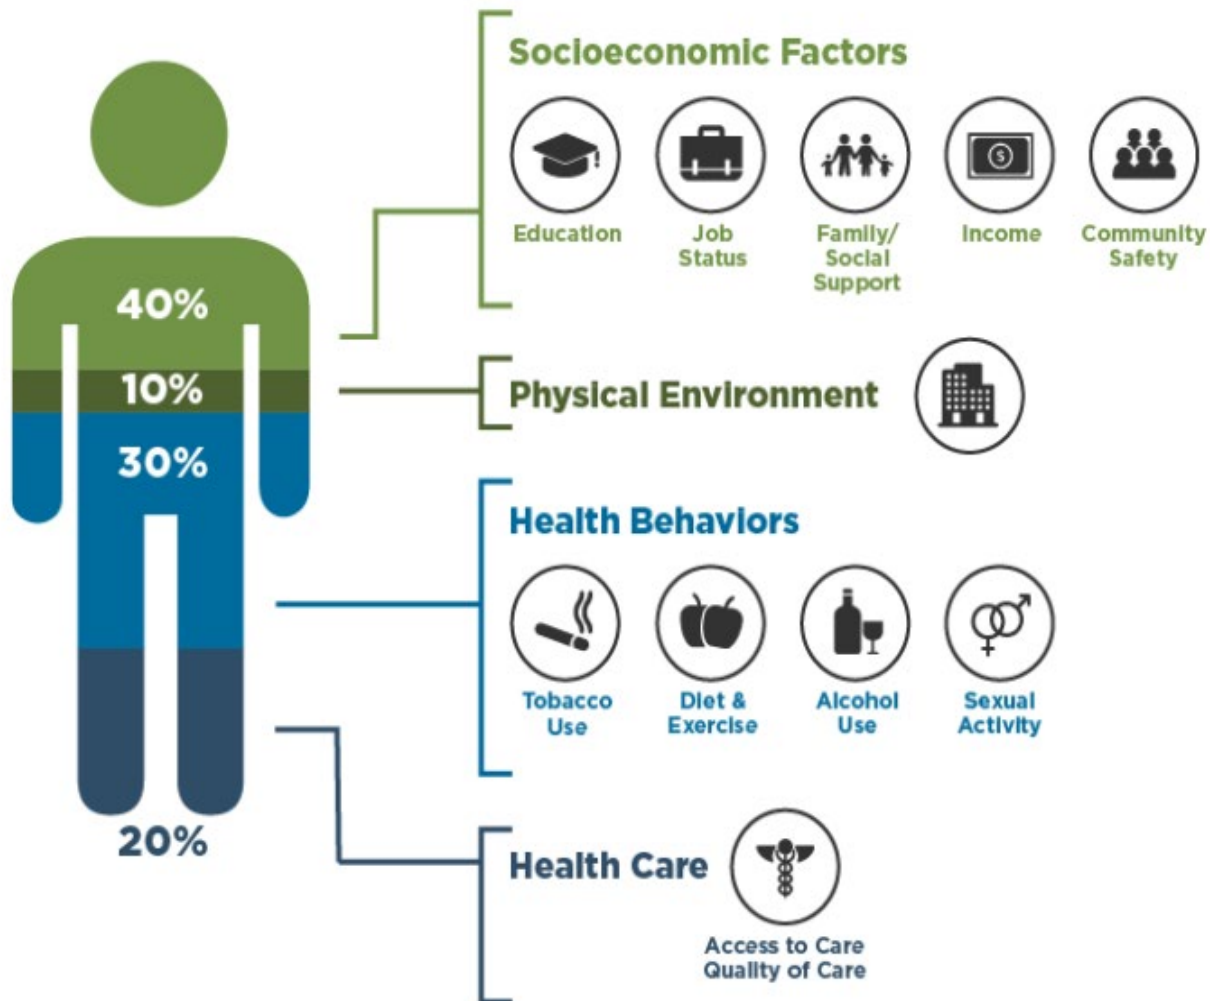 Socioeconomic Factors
Education
Job
Status
Family/
Social
Support
Income
Community
Safety
40%
10%
Physical Environment
30%
Health Behaviors
Tobacco
Use
Diet &
Exercise
Alcohol
Use
Sexual
Activity
20%
Health Care
Access to Care
Quality of Care